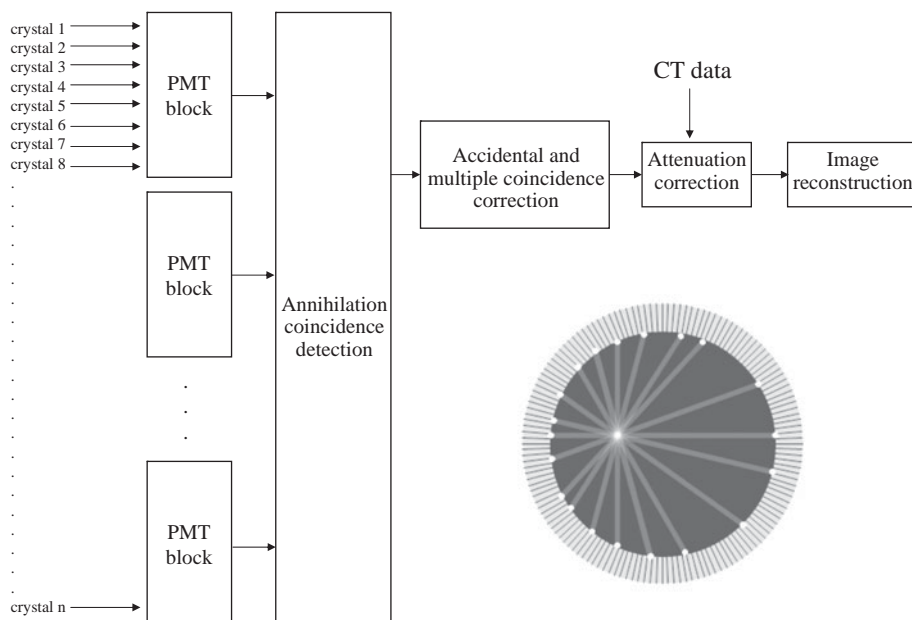 crystal 1
crystal 2
crystal 3
crystal 4
crystal 5
crystal 6
crystal 7
crystal 8
crystal n
PMT
block
PMT
block
PMT
block
Annihilation
coincidence
detection
Accidental and
multiple coincidence
correction
CT data
Attenuation
correction
Image
reconstruction